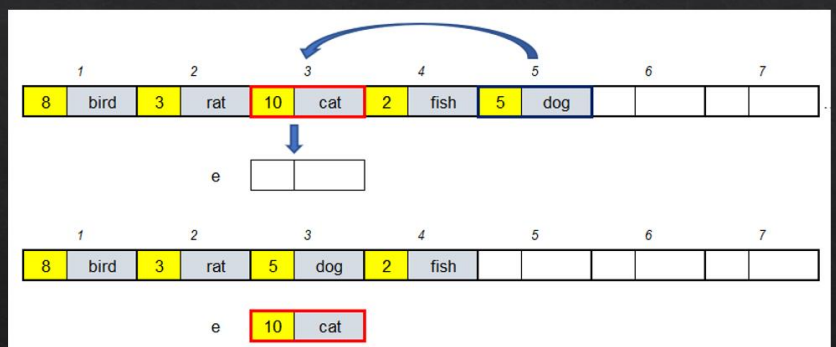 1 2 3 4 5 6 7
8 bird 3 rat 10 cat 2 fish 5 dog ..
e
1 2 3 4 5 6 7
8 bird 3 rat 5 dog 2 fish
e 10 cat